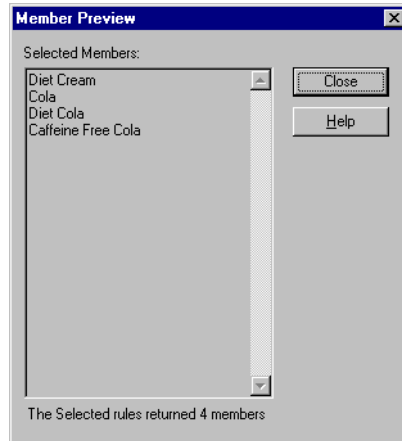 Member Preview
Selected Members:
Diet Cream
Cola
Diet Cola
Caffeine Free Cola
Close
Help
The Selected rules returned 4 members